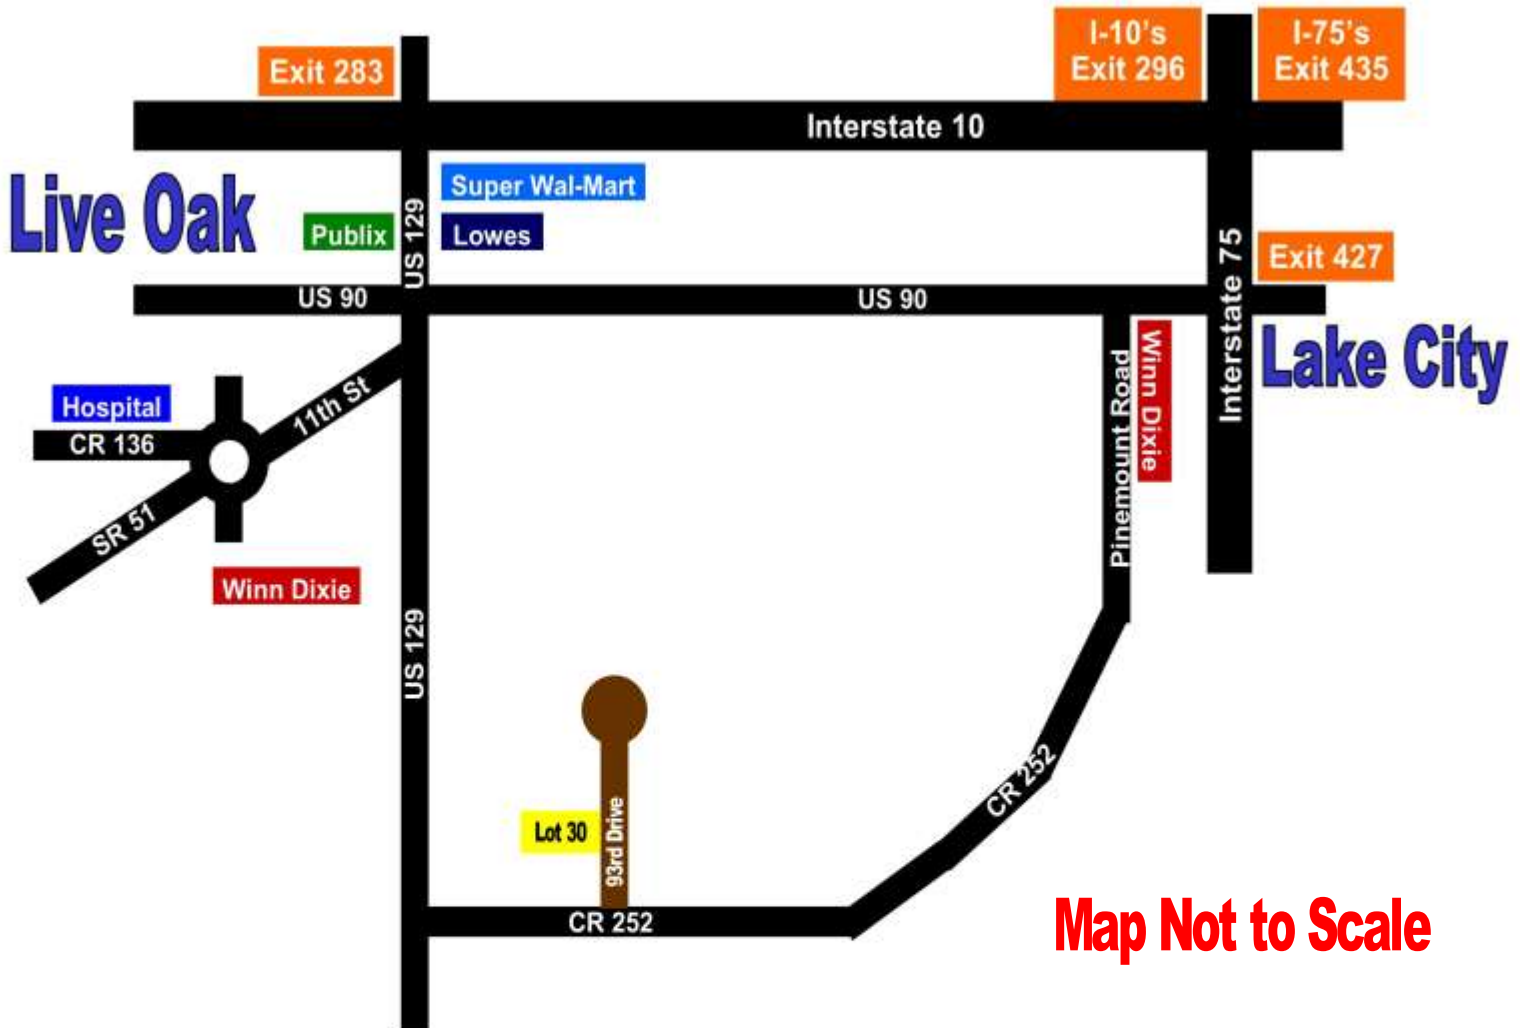 I-10's
Exit 296
I-75's
Exit 435
Exit 283
Interstate 10
Live Oak
Super Wal-Mart
Publix
US 129
Lowes
Interstate 75
Exit 427
US 90
US 90
Lake City
Hospital
CR 136
11th St
Pinemount Road
Winn Dixie
SR 51
Winn Dixie
US 129
CR 252
Lot 30
93rd Drive
CR 252
Map Not to Scale